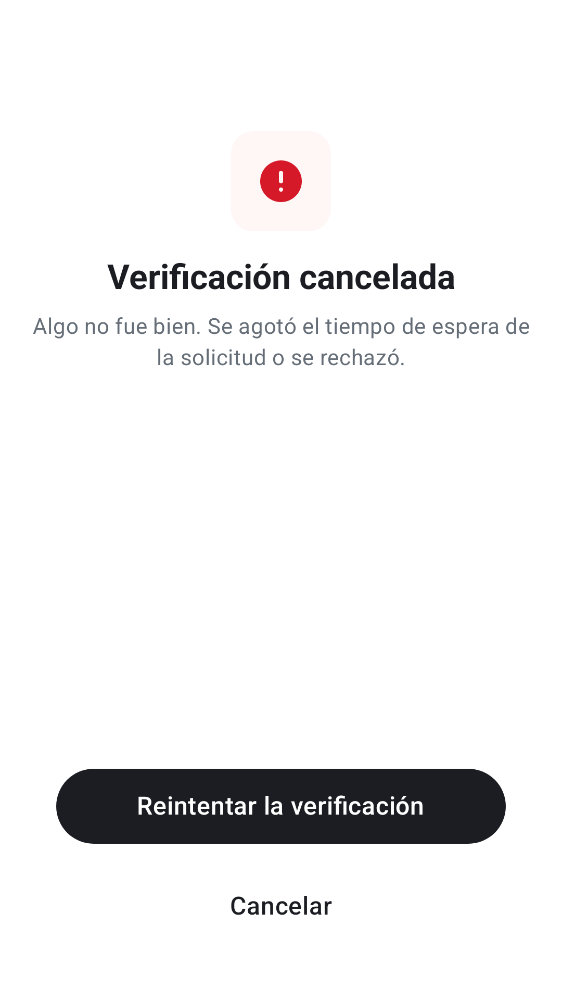 Verificación cancelada
Algo no fue bien. Se agotó el tiempo de espera de
la solicitud o se rechazó.
Reintentar la verificación
Cancelar